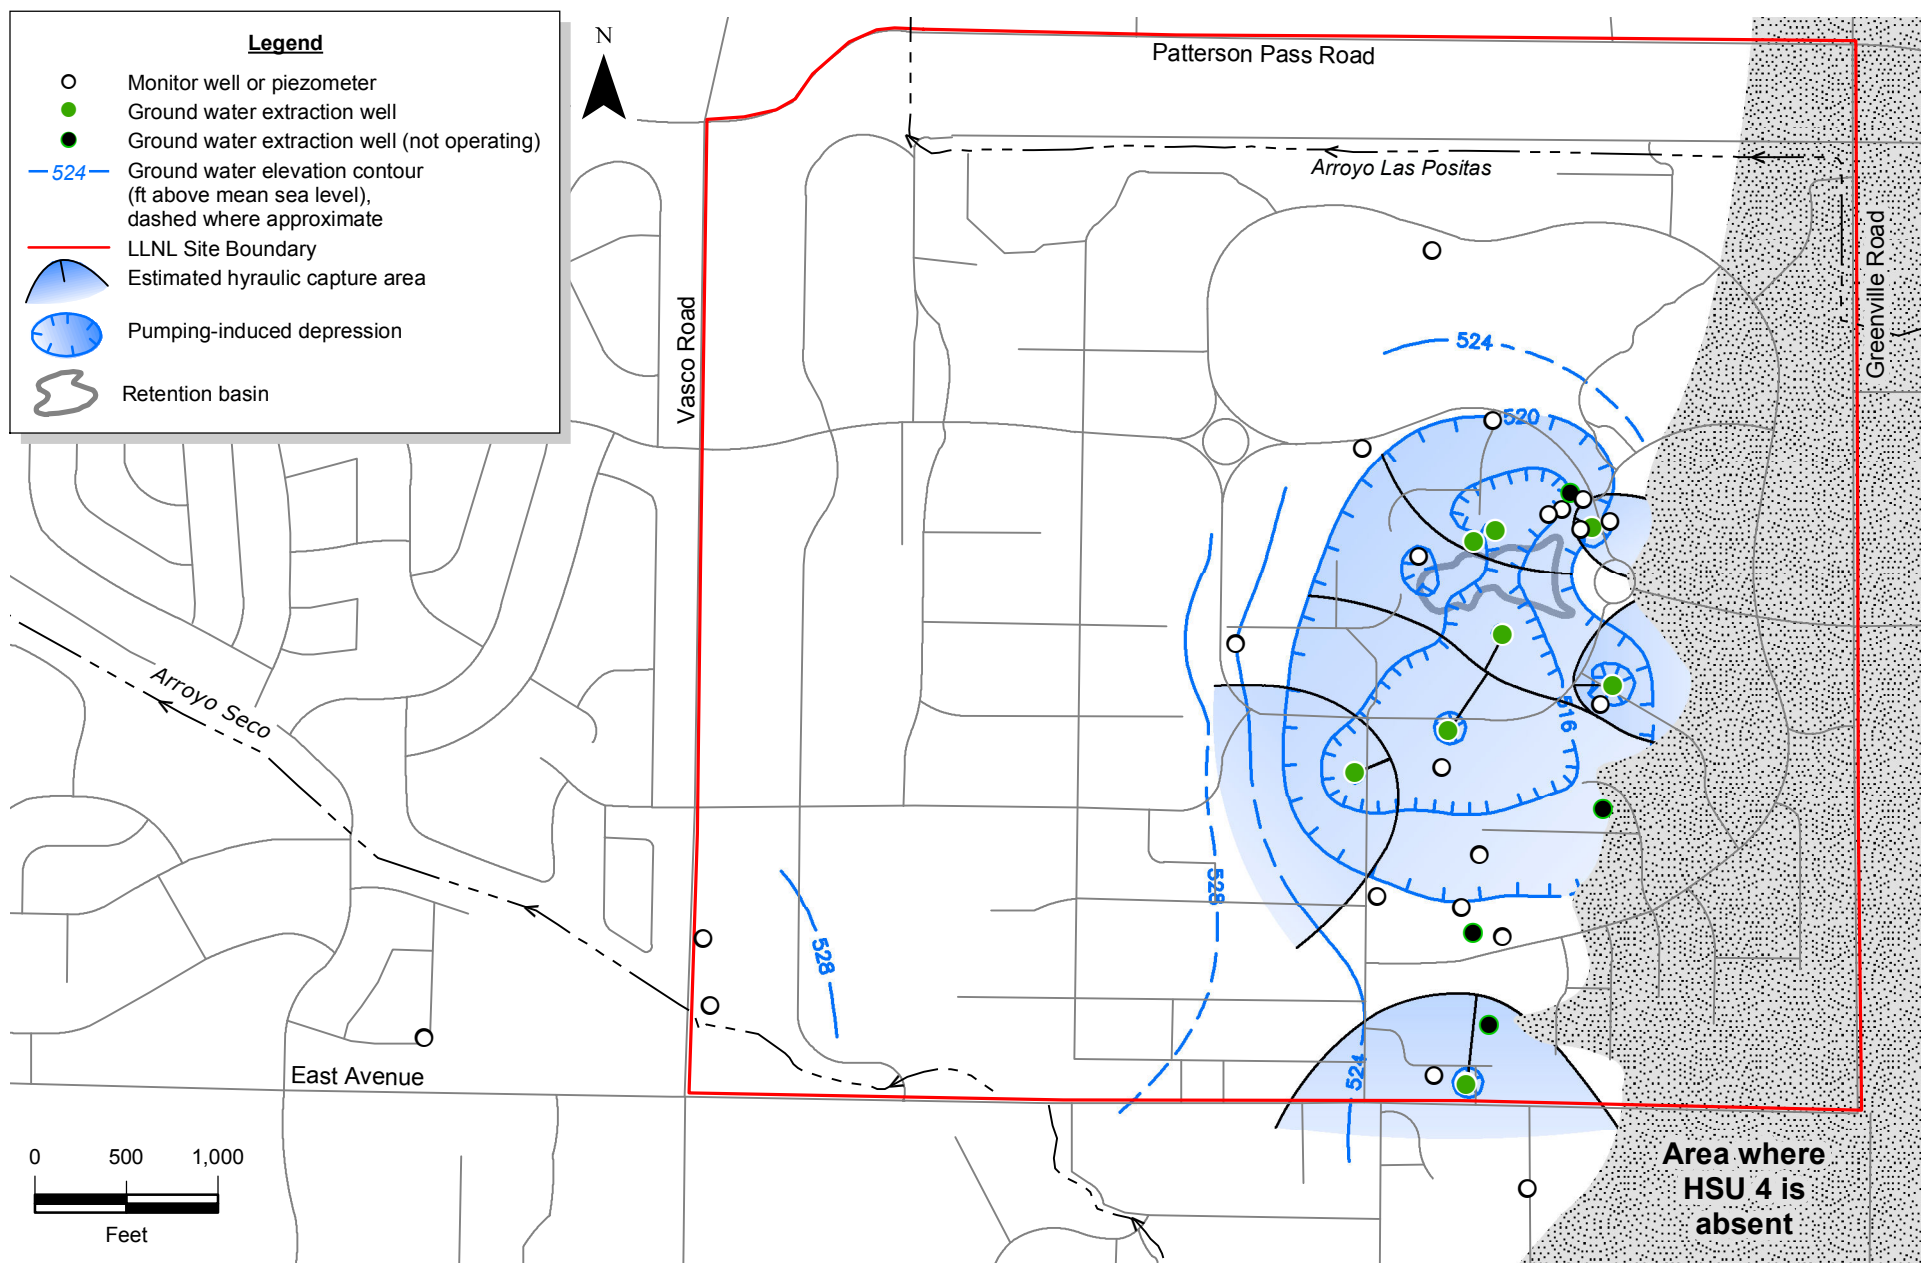 Legend
Monitor well or piezometer
Ground water extraction well
Ground water extraction well (not operating)
524
Ground water elevation contour
(ft above mean sea level),
dashed where approximate
LLNL Site Boundary
Estimated hyraulic capture area
Pumping-induced depression
Retention basin
N
Patterson Pass Road
Arroyo Las Positas
Greenville Road
Vasco Road
524
520
516
Arroyo Seco
528
528
524
East Avenue
0 500 1,000
Feet
Area where
HSU 4 is
absent